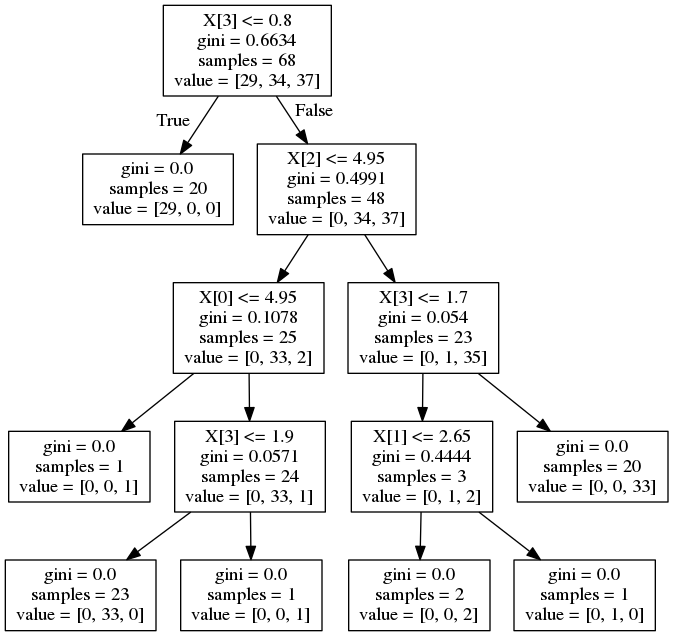 X[3] <= 0.8
gini = 0.6634
samples = 68
value = [29, 34, 37]
True
False
gini = 0.0
samples = 20
value = [29, 0, 0]
X[2] <= 4.95
gini = 0.4991
samples = 48
value = [0, 34, 37]
X[0] <= 4.95
gini = 0.1078
samples = 25
value = [0, 33, 2]
X[3] <= 1.7
gini = 0.054
samples = 23
value = [0, 1, 35]
gini = 0.0
samples = 1
value = [0, 0, 1]
X[3] <= 1.9
gini = 0.0571
samples = 24
value = [0, 33, 1]
X[1] <= 2.65
gini = 0.4444
samples = 3
value = [0, 1, 2]
gini = 0.0
samples = 20
value = [0, 0, 33]
gini = 0.0
samples = 23
value = [0, 33, 0]
gini = 0.0
samples = 1
value = [0, 0, 1]
gini = 0.0
samples = 2
value = [0, 0, 2]
gini = 0.0
samples = 1
value = [0, 1, 0]